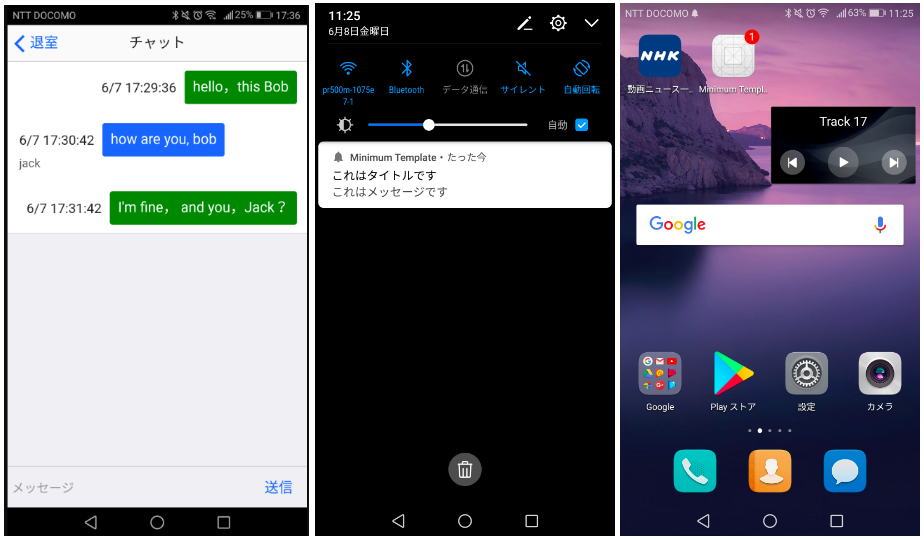 NTT DOCOMO 25% 17:36
退室 チャット
6/7 17:29:36 hello，this Bob
6/7 17:30:42 how are you, bob
jack
6/7 17:31:42 I'm fine， and you，Jack？
メッセージ 送信
11:25
6月8日金曜日
pr500m-1075e
7-1
Bluetooth
データ通信
サイレント
自動回転
自動
Minimum Template・たった今
これはタイトルです
これはメッセージです
NTT DOCOMO 63% 11:25
NHK
1
動画ニュースー…
Minimum Templ…
Track 17
Google
Google
Play ストア
設定
カメラ